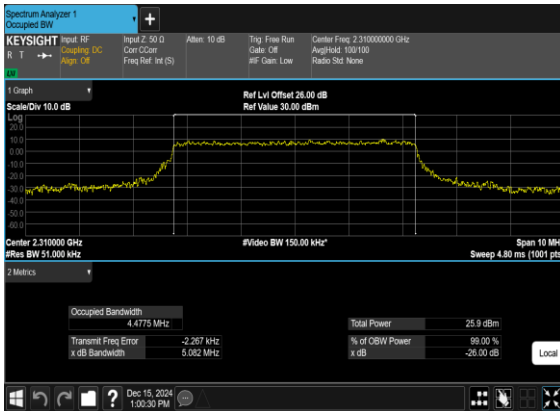 Spectrum Analyzer 1
Occupied BW
KEYSIGHT
R T
LXI
Input: RF
Coupling: DC
Align: Off
Input Z: 50 Ω
Corr CCorr
Freq Ref: Int (S)
Atten: 10 dB
Trig: Free Run
Gate: Off
#IF Gain: Low
Center Freq: 2.310000000 GHz
Avg|Hold: 100/100
Radio Std: None
1 Graph
Scale/Div 10.0 dB
Ref Lvl Offset 26.00 dB
Ref Value 30.00 dBm
Log
20.0
10.0
0.00
-10.0
-20.0
-30.0
-40.0
-50.0
-60.0
Center 2.310000 GHz
#Video BW 150.00 kHz*
Span 10 MH
#Res BW 51.000 kHz
Sweep 4.80 ms (1001 pts
2 Metrics
Occupied Bandwidth
4.4775 MHz
Total Power 25.9 dBm
Transmit Freq Error -2.267 kHz
% of OBW Power 99.00 %
x dB Bandwidth 5.082 MHz
x dB -26.00 dB
Local
?
Dec 15, 2024
1:00:30 PM